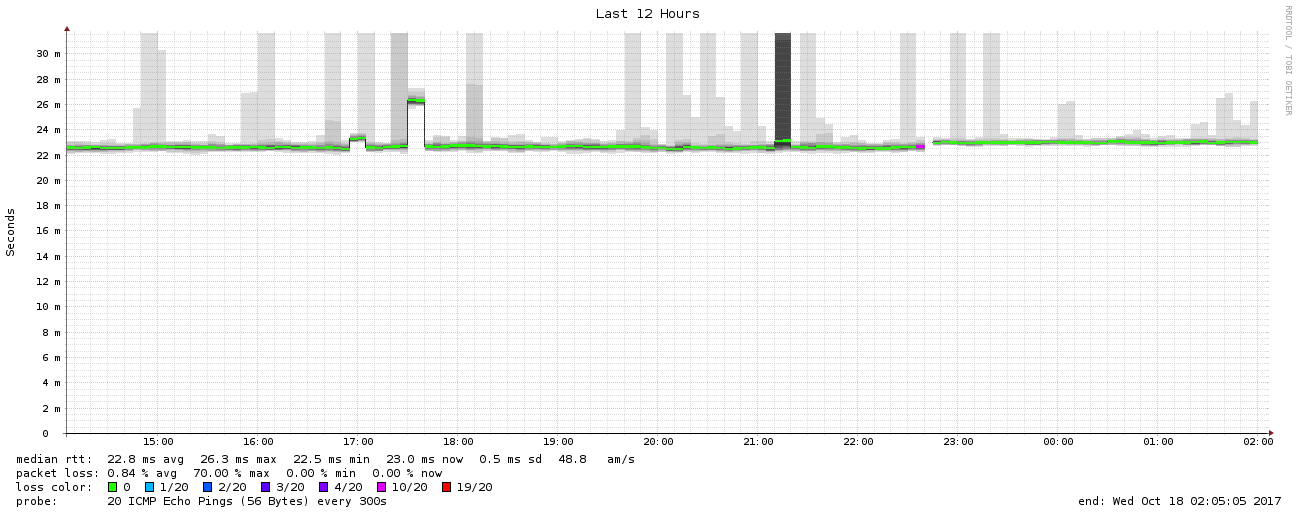 Last 12 Hours
RRDTOOL / TOBI OETIKER
Seconds
30 m
28 m
26 m
24 m
22 m
20 m
18 m
16 m
14 m
12 m
10 m
8 m
6 m
4 m
2 m
0
15:00 16:00 17:00 18:00 19:00 20:00 21:00 22:00 23:00 00:00 01:00 02:00
median rtt: 22.8 ms avg 26.3 ms max 22.5 ms min 23.0 ms now 0.5 ms sd 48.8 am/s
packet loss: 0.84 % avg 70.00 % max 0.00 % min 0.00 % now
loss color: 0 1/20 2/20 3/20 4/20 10/20 19/20
probe: 20 ICMP Echo Pings (56 Bytes) every 300s
end: Wed Oct 18 02:05:05 2017